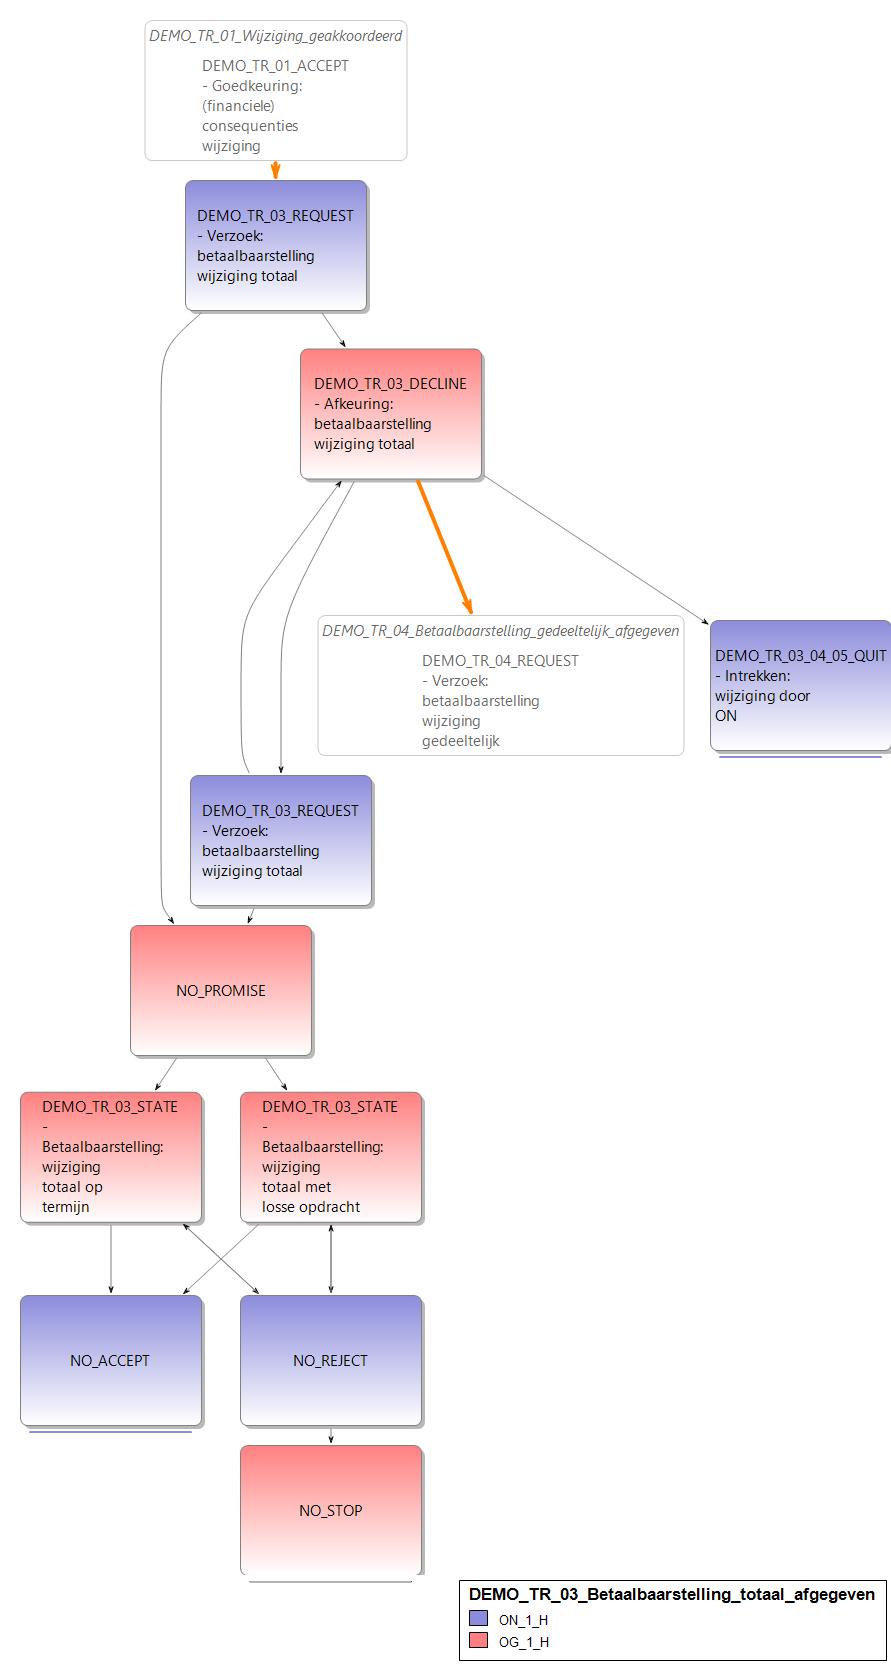 DEMO_TR_01_Wijziging_geakkoordeerd
DEMO_TR_01_ACCEPT
- Goedkeuring:
(financiele)
consequenties
wijziging
DEMO_TR_03_REQUEST
- Verzoek:
betaalbaarstelling
wijziging totaal
DEMO_TR_03_DECLINE
- Afkeuring:
betaalbaarstelling
wijziging totaal
DEMO_TR_04_Betaalbaarstelling_gedeeltelijk_afgegeven
DEMO_TR_04_REQUEST
- Verzoek:
betaalbaarstelling
wijziging
gedeeltelijk
DEMO_TR_03_04_05_QUIT
- Intrekken:
wijziging door
ON
DEMO_TR_03_REQUEST
- Verzoek:
betaalbaarstelling
wijziging totaal
NO_PROMISE
DEMO_TR_03_STATE
-
Betaalbaarstelling:
wijziging
totaal op
termijn
DEMO_TR_03_STATE
-
Betaalbaarstelling:
wijziging
totaal met
losse opdracht
NO_ACCEPT
NO_REJECT
NO_STOP
DEMO_TR_03_Betaalbaarstelling_totaal_afgegeven
ON_1_H
OG_1_H